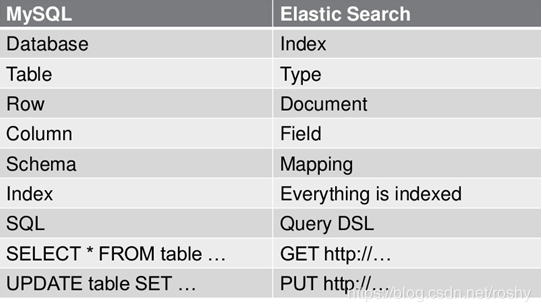 MySQL Elastic Search
Database Index
Table Type
Row Document
Column Field
Schema Mapping
Index Everything is indexed
SQL Query DSL
SELECT * FROM table … GET http://…
UPDATE table SET … PUT http://…
https://blog.csdn.net/roshy